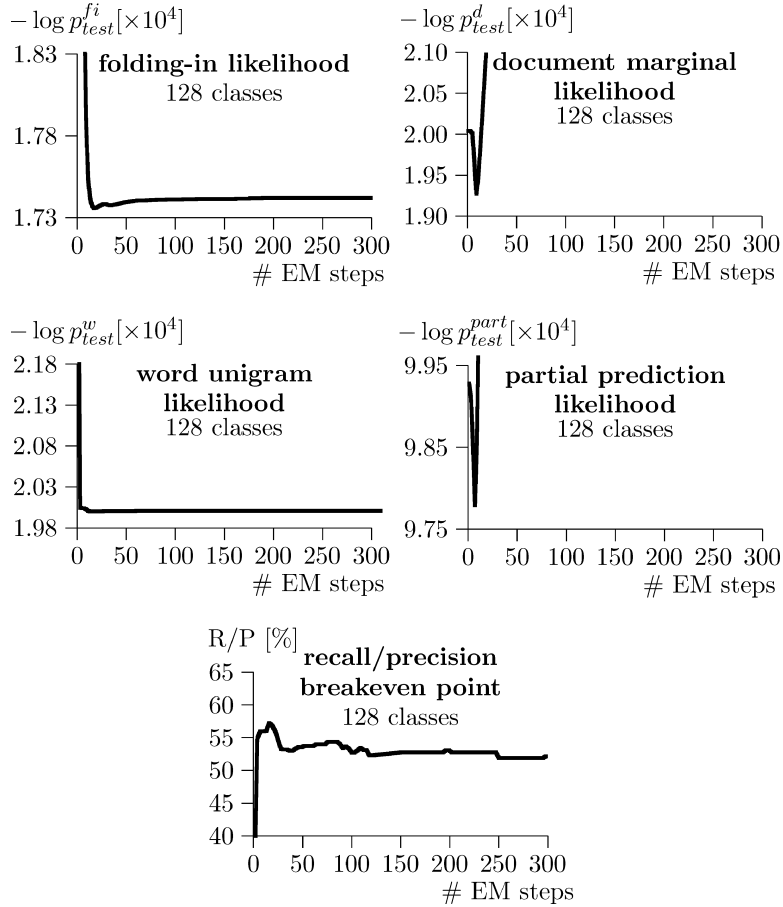 − log p^{fi}_{test}[×10^4]
1.83
folding-in likelihood
128 classes
1.78
1.73
0 50 100 150 200 250 300
# EM steps
− log p^{d}_{test}[×10^4]
2.10
document marginal
2.05
likelihood
128 classes
2.00
1.95
1.90
0 50 100 150 200 250 300
# EM steps
− log p^{w}_{test}[×10^4]
2.18
word unigram
2.13
likelihood
128 classes
2.08
2.03
1.98
0 50 100 150 200 250 300
# EM steps
− log p^{part}_{test}[×10^4]
9.95
partial prediction
likelihood
128 classes
9.85
9.75
0 50 100 150 200 250 300
# EM steps
R/P [%]
recall/precision
65
breakeven point
60
128 classes
55
50
45
40
0 50 100 150 200 250 300
# EM steps